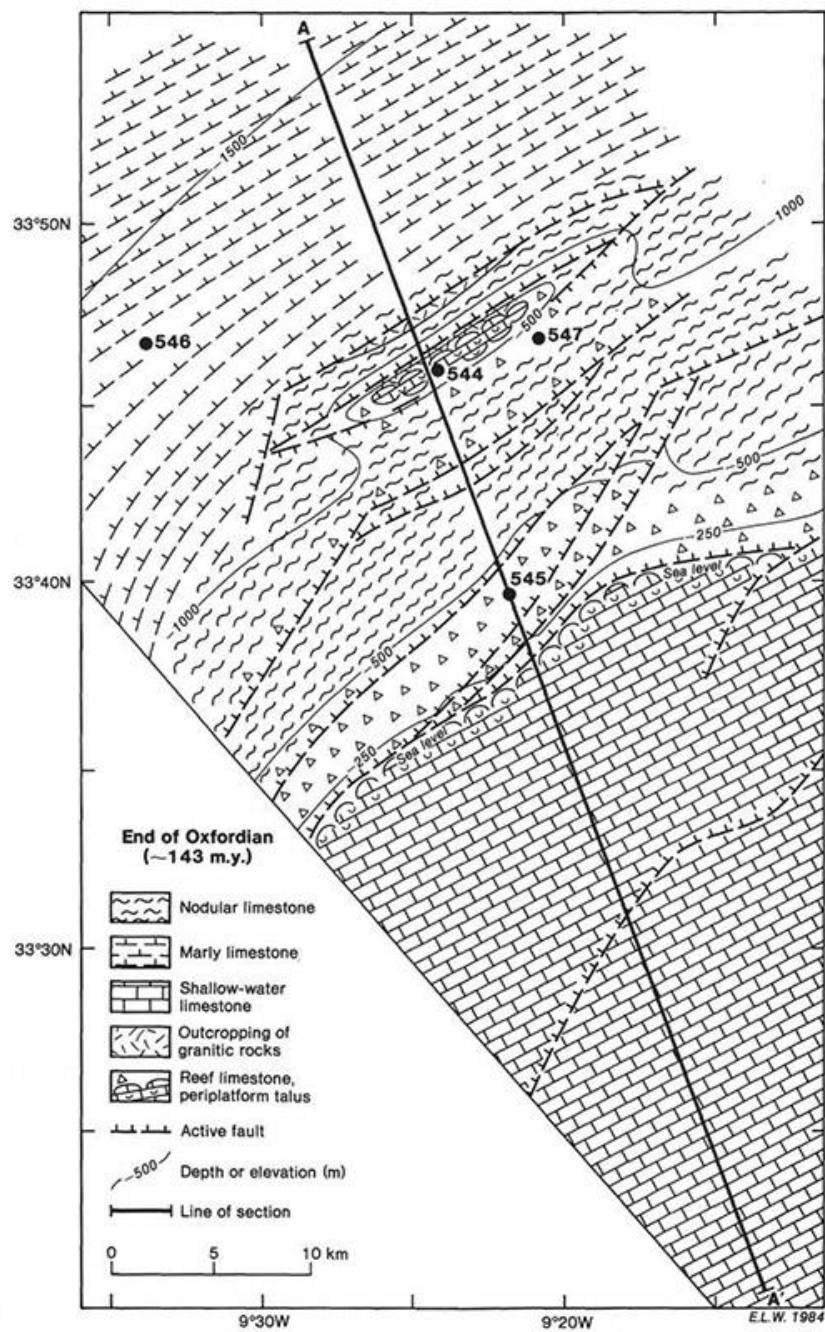 A
1500
33°50N
1000
546
500
547
544
500
33°40N
545
250
Sea level
1000
500
250
Sea level
End of Oxfordian
(~143 m.y.)
Nodular limestone
Marly limestone
33°30N
Shallow-water
limestone
Outcropping of
granitic rocks
Reef limestone,
periplatform talus
Active fault
-500
Depth or elevation (m)
Line of section
0 5 10 km
A'
9°30W
9°20W
E.L.W. 1984